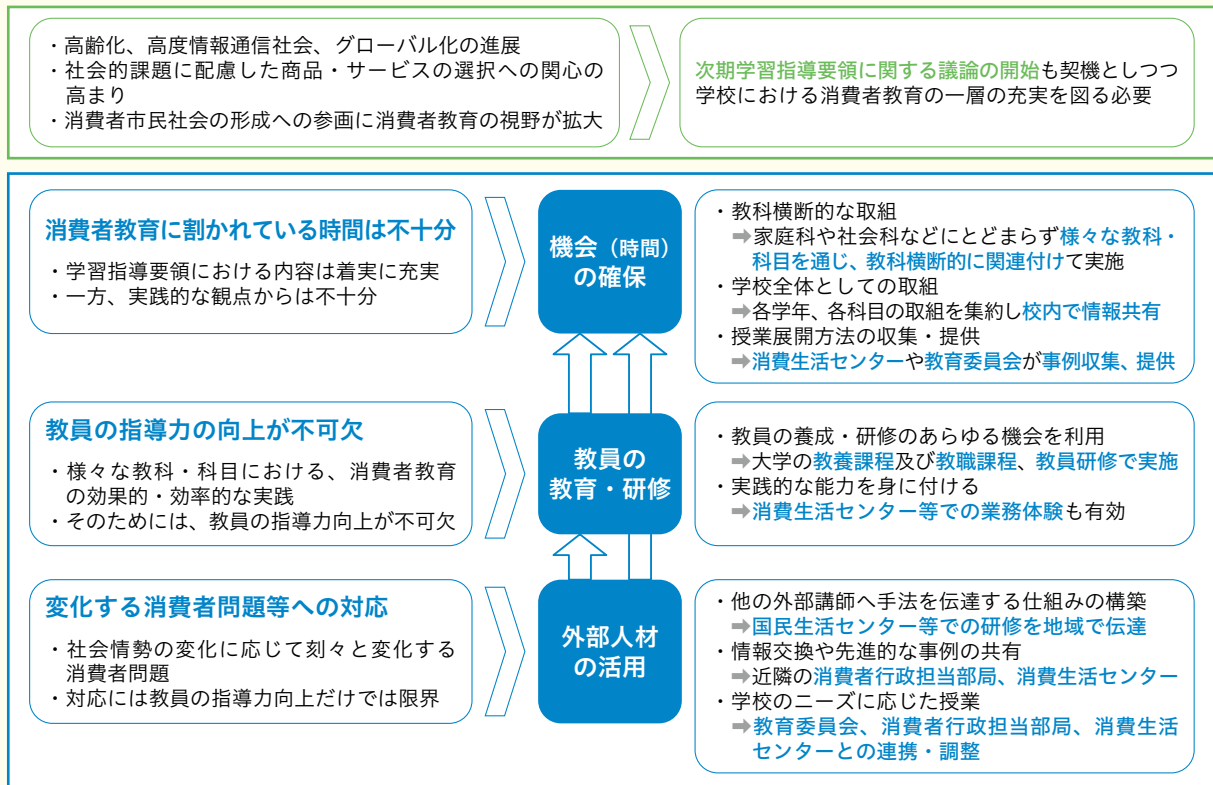 ・高齢化、高度情報通信社会、グローバル化の進展
・社会的課題に配慮した商品・サービスの選択への関心の
高まり
・消費者市民社会の形成への参画に消費者教育の視野が拡大
次期学習指導要領に関する議論の開始も契機としつつ
学校における消費者教育の一層の充実を図る必要
消費者教育に割かれている時間は不十分
・学習指導要領における内容は着実に充実
・一方、実践的な観点からは不十分
機会（時間）
の確保
・教科横断的な取組
➡家庭科や社会科などにとどまらず様々な教科・
科目を通じ、教科横断的に関連付けて実施
・学校全体としての取組
➡各学年、各科目の取組を集約し校内で情報共有
・授業展開方法の収集・提供
➡消費生活センターや教育委員会が事例収集、提供
教員の指導力の向上が不可欠
・様々な教科・科目における、消費者教育
の効果的・効率的な実践
・そのためには、教員の指導力向上が不可欠
教員の
教育・研修
・教員の養成・研修のあらゆる機会を利用
➡大学の教養課程及び教職課程、教員研修で実施
・実践的な能力を身に付ける
➡消費生活センター等での業務体験も有効
変化する消費者問題等への対応
・社会情勢の変化に応じて刻々と変化する
消費者問題
・対応には教員の指導力向上だけでは限界
外部人材
の活用
・他の外部講師へ手法を伝達する仕組みの構築
➡国民生活センター等での研修を地域で伝達
・情報交換や先進的な事例の共有
➡近隣の消費者行政担当部局、消費生活センター
・学校のニーズに応じた授業
➡教育委員会、消費者行政担当部局、消費生活
センターとの連携・調整